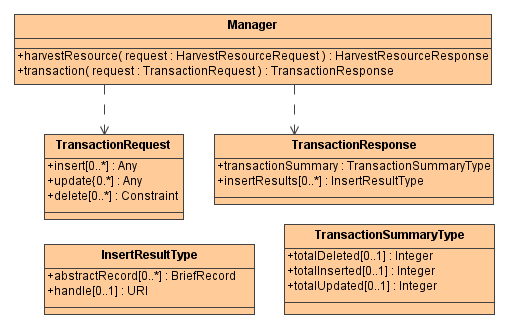 Manager
+harvestResource( request : HarvestResourceRequest ) : HarvestResourceResponse
+transaction( request : TransactionRequest ) : TransactionResponse
TransactionRequest
+insert[0..*] : Any
+update{0..*] : Any
+delete[0..*] : Constraint
TransactionResponse
+transactionSummary : TransactionSummaryType
+insertResults[0..*] : InsertResultType
InsertResultType
+abstractRecord[0..*] : BriefRecord
+handle[0..1] : URI
TransactionSummaryType
+totalDeleted[0..1] : Integer
+totalInserted[0..1] : Integer
+totalUpdated[0..1] : Integer